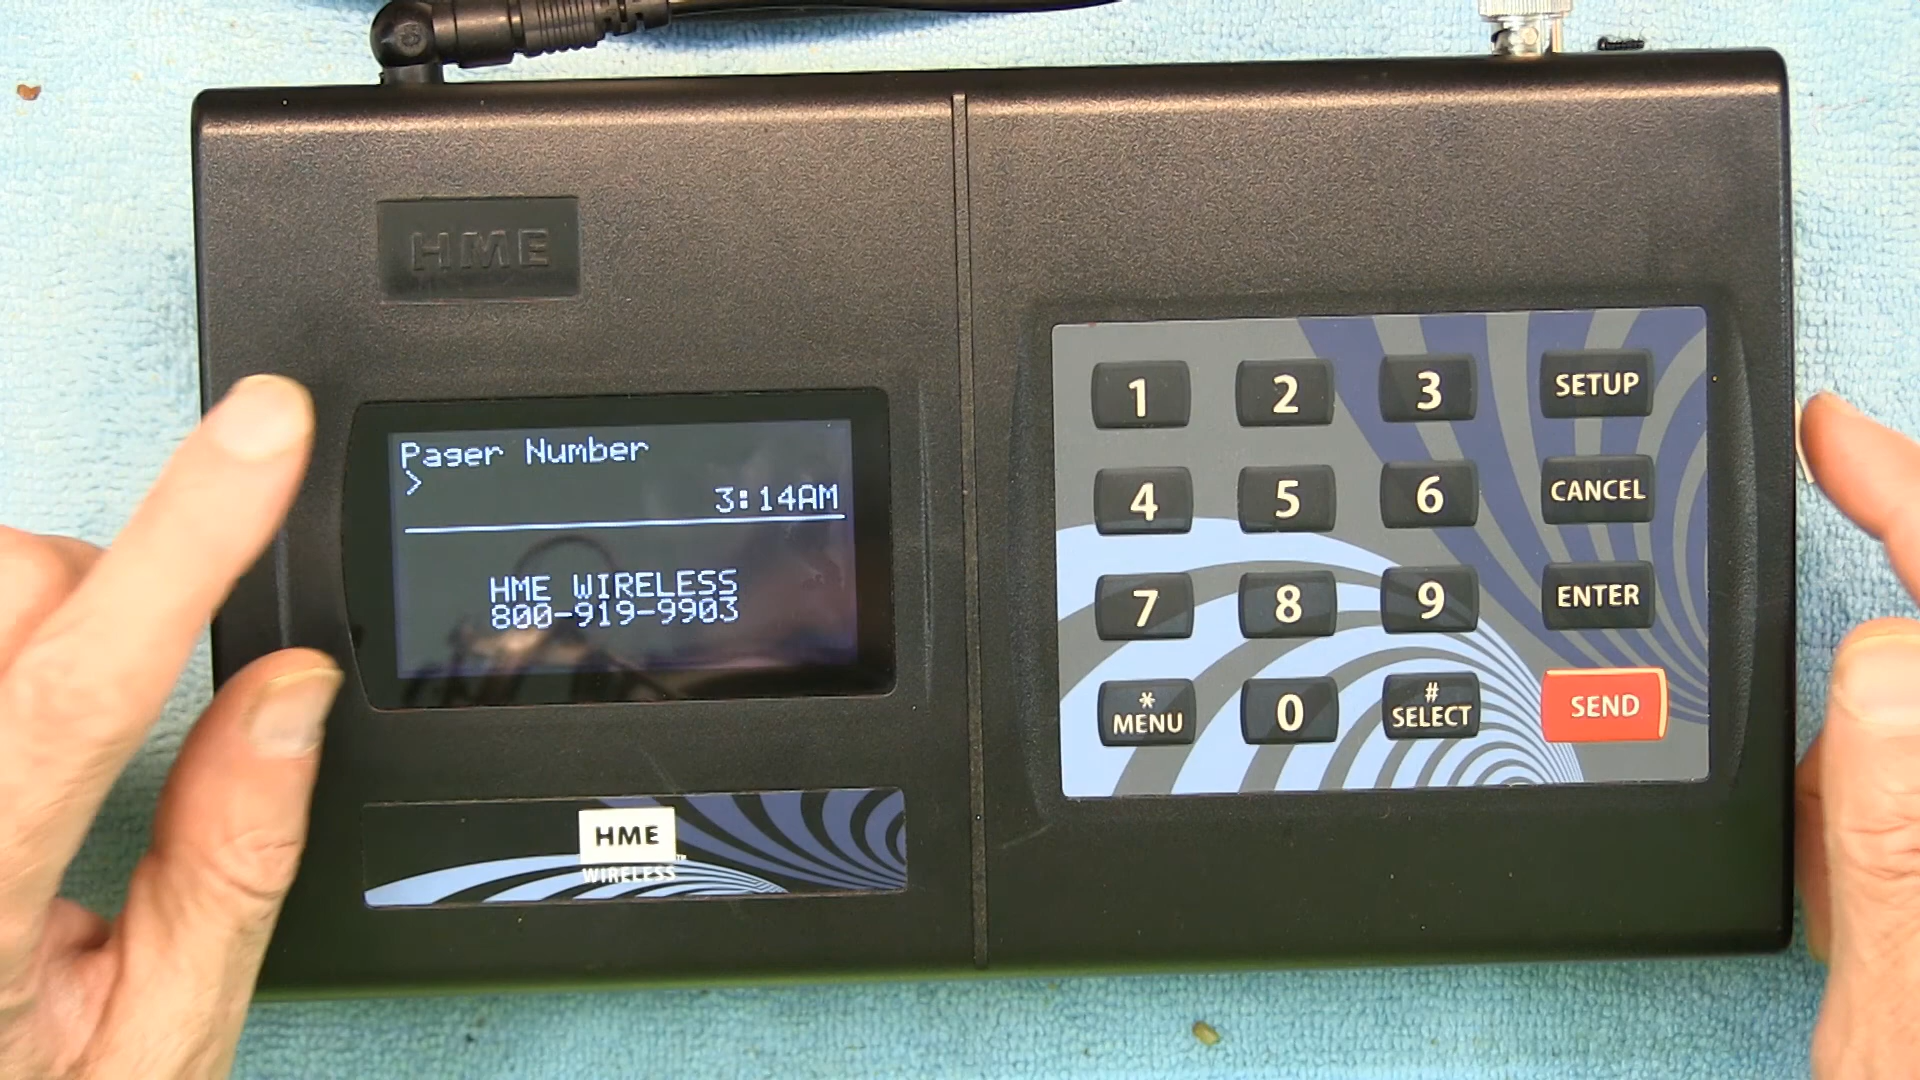 HME
Pager Number
>
3:14AM
HME WIRELESS
800-919-9903
HME
WIRELESS
1 2 3 SETUP
4 5 6 CANCEL
7 8 9 ENTER
* MENU 0 # SELECT SEND